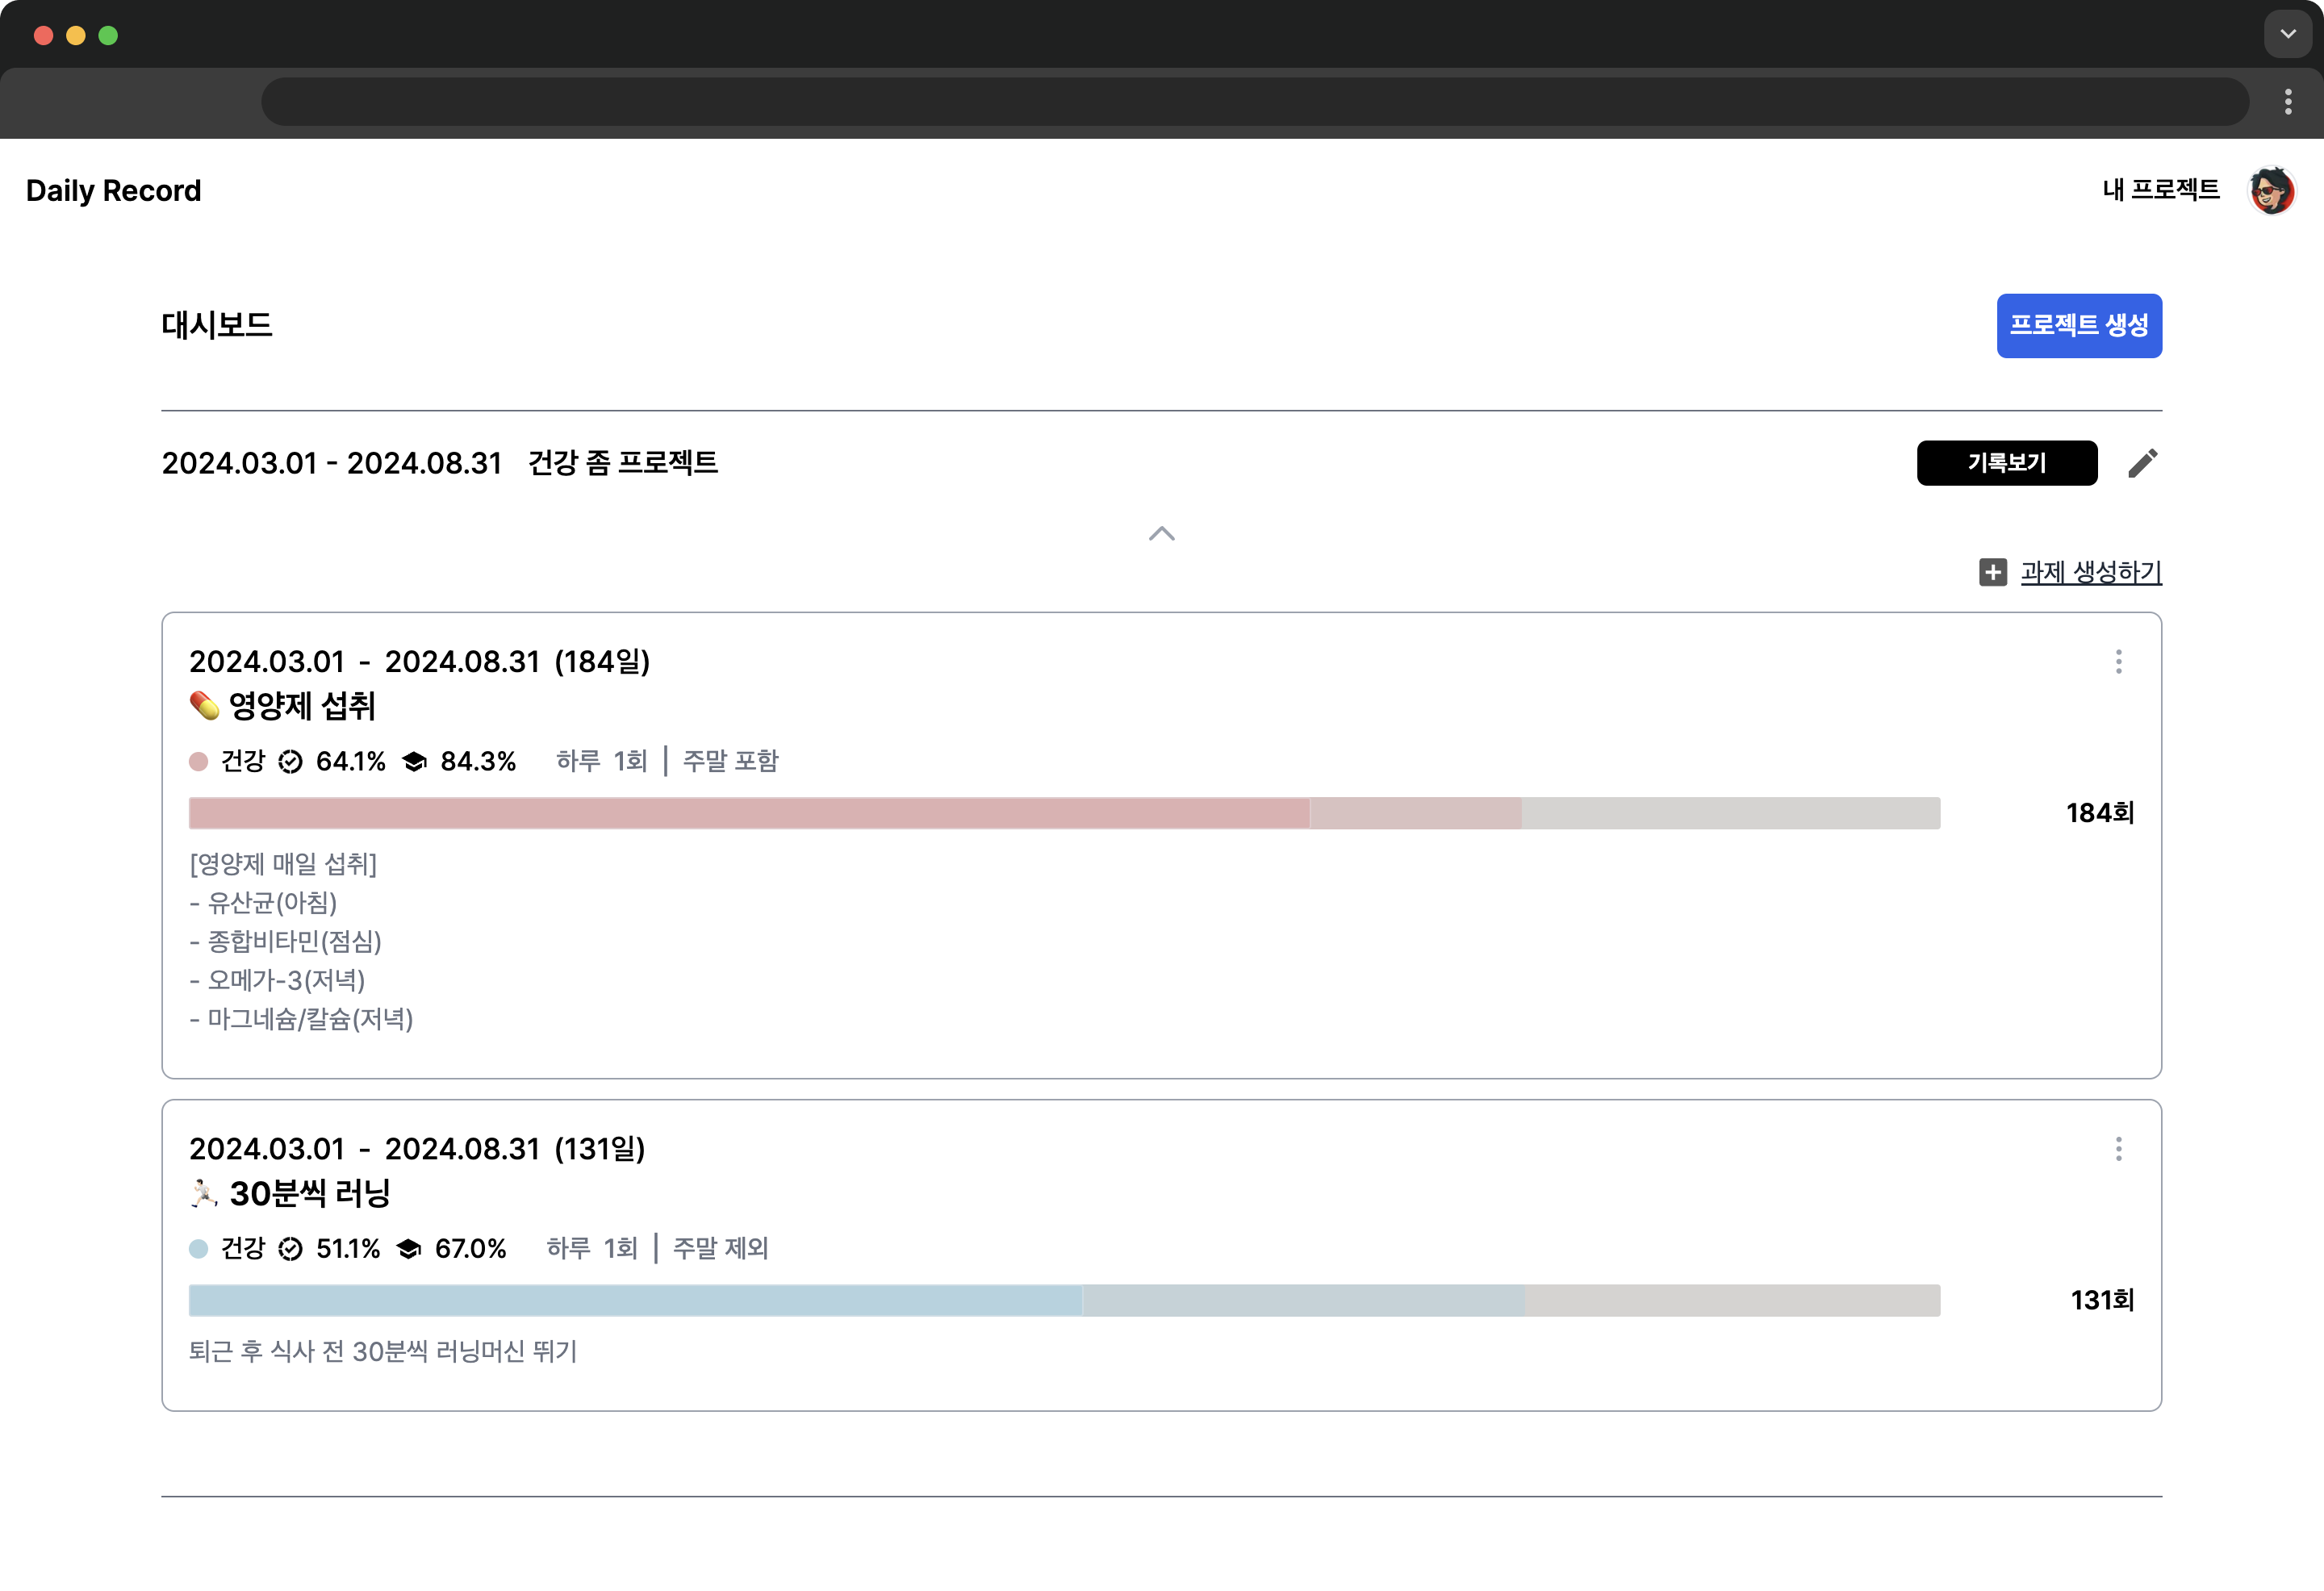 Daily Record
내 프로젝트
대시보드
프로젝트 생성
2024.03.01 - 2024.08.31 건강 좀 프로젝트
기록보기
과제 생성하기
2024.03.01 - 2024.08.31 (184일)
💊 영양제 섭취
건강 64.1% 84.3% 하루 1회 | 주말 포함
184회
[영양제 매일 섭취]
- 유산균(아침)
- 종합비타민(점심)
- 오메가-3(저녁)
- 마그네슘/칼슘(저녁)
2024.03.01 - 2024.08.31 (131일)
🏃🏻 30분씩 러닝
건강 51.1% 67.0% 하루 1회 | 주말 제외
131회
퇴근 후 식사 전 30분씩 러닝머신 뛰기